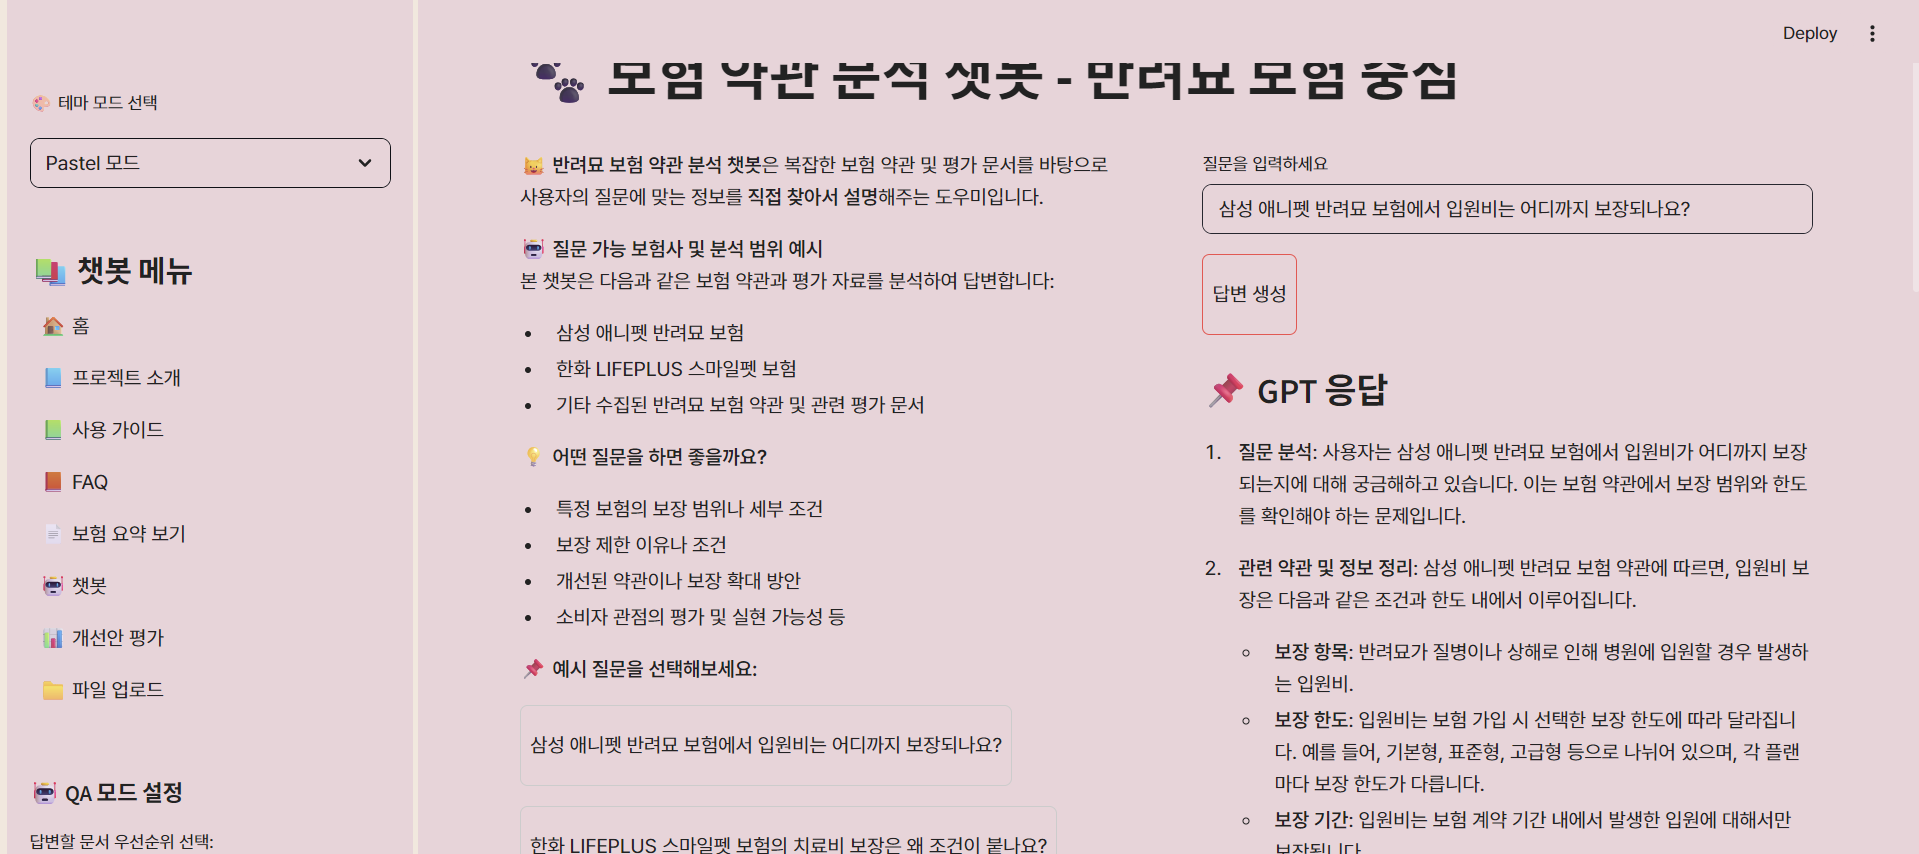 Deploy
테마 모드 선택
Pastel 모드
챗봇 메뉴
홈
프로젝트 소개
사용 가이드
FAQ
보험 요약 보기
챗봇
개선안 평가
파일 업로드
QA 모드 설정
답변할 문서 우선순위 선택:
보험 약관 분석 챗봇 - 반려묘 보험 중심
반려묘 보험 약관 분석 챗봇은 복잡한 보험 약관 및 평가 문서를 바탕으로
사용자의 질문에 맞는 정보를 직접 찾아서 설명해주는 도우미입니다.
질문 가능 보험사 및 분석 범위 예시
본 챗봇은 다음과 같은 보험 약관과 평가 자료를 분석하여 답변합니다:
• 삼성 애니펫 반려묘 보험
• 한화 LIFEPLUS 스마일펫 보험
• 기타 수집된 반려묘 보험 약관 및 관련 평가 문서
어떤 질문을 하면 좋을까요?
• 특정 보험의 보장 범위나 세부 조건
• 보장 제한 이유나 조건
• 개선된 약관이나 보장 확대 방안
• 소비자 관점의 평가 및 실현 가능성 등
예시 질문을 선택해보세요:
삼성 애니펫 반려묘 보험에서 입원비는 어디까지 보장되나요?
한화 LIFEPLUS 스마일펫 보험의 치료비 보장은 왜 조건이 붙나요?
질문을 입력하세요
삼성 애니펫 반려묘 보험에서 입원비는 어디까지 보장되나요?
답변 생성
GPT 응답
1. 질문 분석: 사용자는 삼성 애니펫 반려묘 보험에서 입원비가 어디까지 보장
되는지에 대해 궁금해하고 있습니다. 이는 보험 약관에서 보장 범위와 한도
를 확인해야 하는 문제입니다.
2. 관련 약관 및 정보 정리: 삼성 애니펫 반려묘 보험 약관에 따르면, 입원비 보
장은 다음과 같은 조건과 한도 내에서 이루어집니다.
◦ 보장 항목: 반려묘가 질병이나 상해로 인해 병원에 입원할 경우 발생하
는 입원비.
◦ 보장 한도: 입원비는 보험 가입 시 선택한 보장 한도에 따라 달라집니
다. 예를 들어, 기본형, 표준형, 고급형 등으로 나뉘어 있으며, 각 플랜
마다 보장 한도가 다릅니다.
◦ 보장 기간: 입원비는 보험 계약 기간 내에서 발생한 입원에 대해서만
보장됩니다.